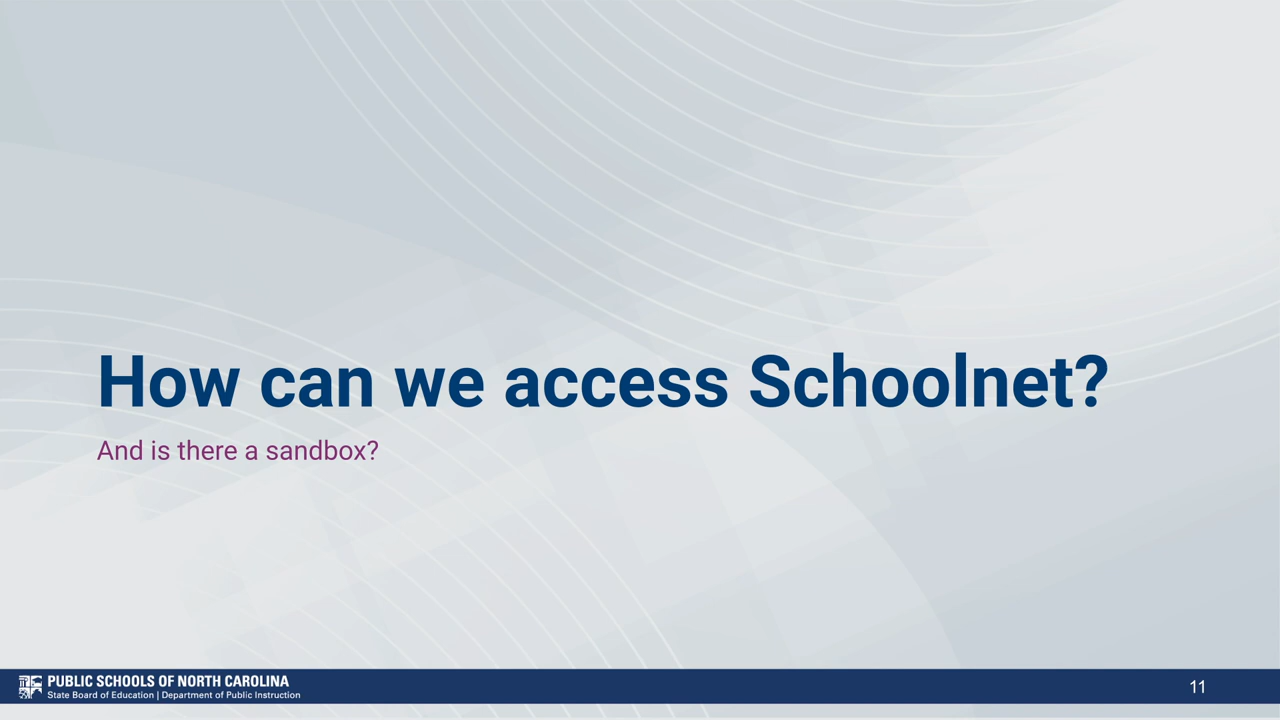 How can we access Schoolnet?
And is there a sandbox?
PUBLIC SCHOOLS OF NORTH CAROLINA
State Board of Education | Department of Public Instruction
11